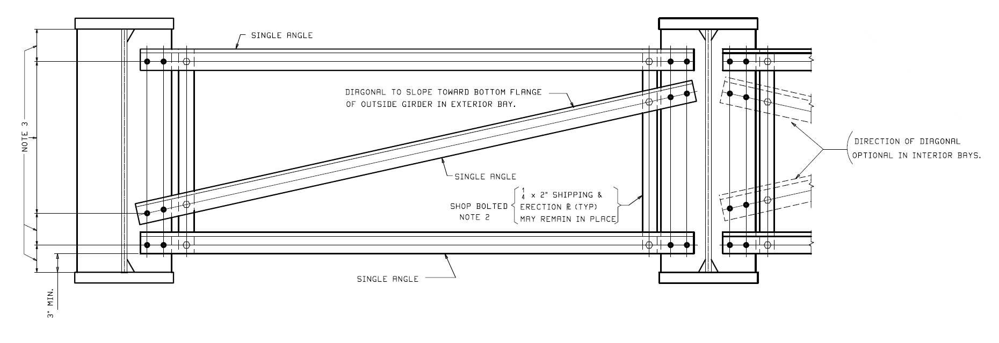 SINGLE ANGLE
DIAGONAL TO SLOPE TOWARD BOTTOM FLANGE
OF OUTSIDE GIRDER IN EXTERIOR BAY.
NOTE 3
DIRECTION OF DIAGONAL
OPTIONAL IN INTERIOR BAYS.
SINGLE ANGLE
SHOP BOLTED
NOTE 2
1/4 x 2" SHIPPING &
ERECTION ⅊ (TYP)
MAY REMAIN IN PLACE
SINGLE ANGLE
3" MIN.